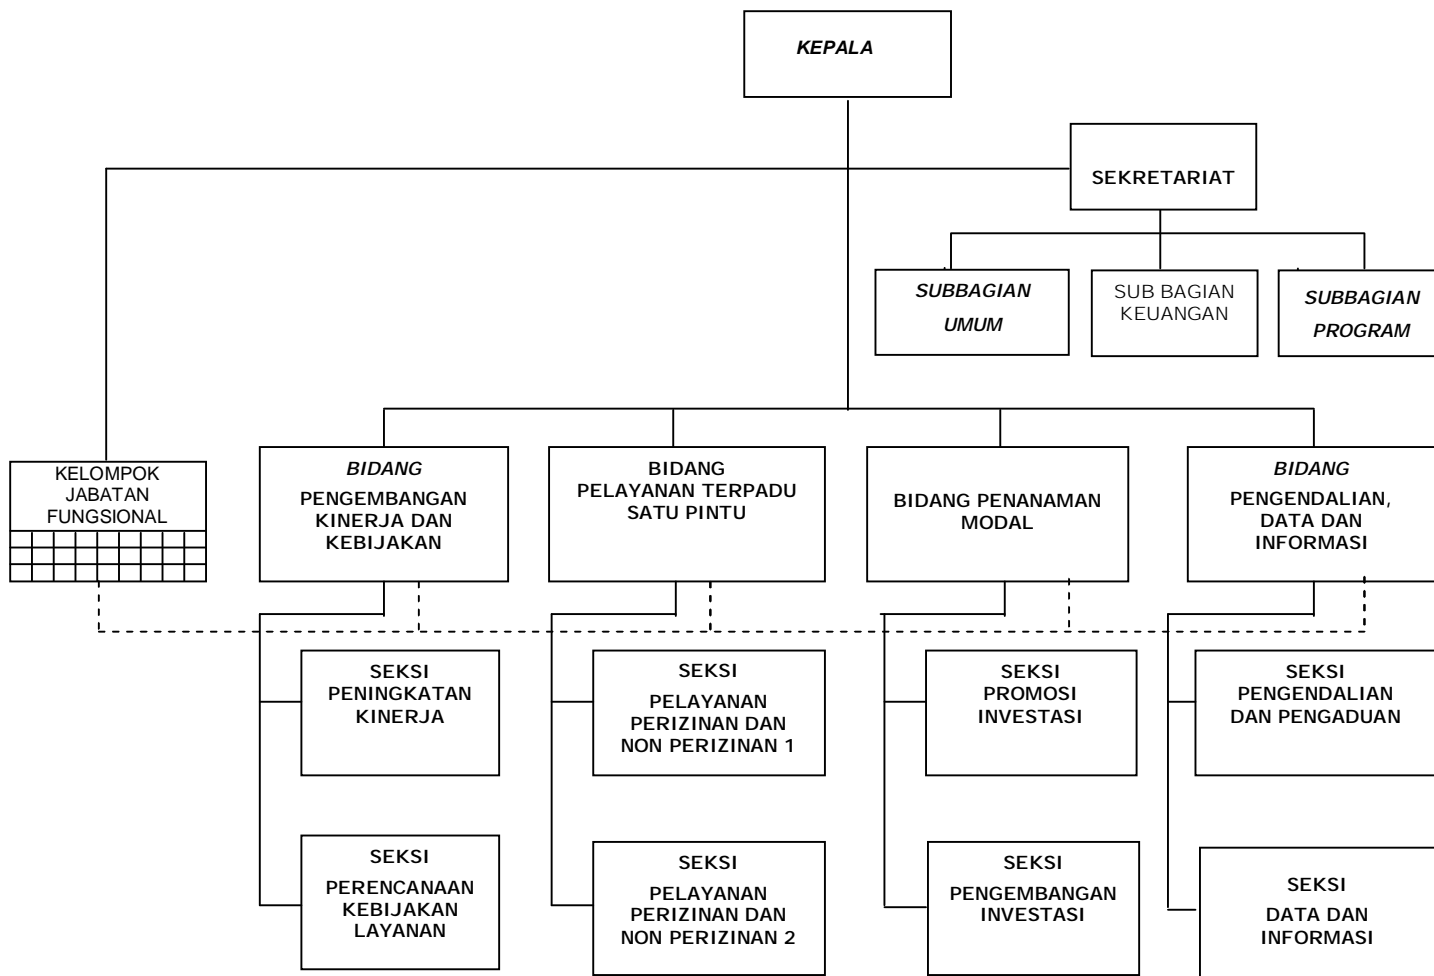 KEPALA
SEKRETARIAT
SUBBAGIAN
UMUM
SUB BAGIAN
KEUANGAN
SUBBAGIAN
PROGRAM
KELOMPOK
JABATAN
FUNGSIONAL
BIDANG
PENGEMBANGAN
KINERJA DAN
KEBIJAKAN
BIDANG
PELAYANAN TERPADU
SATU PINTU
BIDANG PENANAMAN
MODAL
BIDANG
PENGENDALIAN,
DATA DAN
INFORMASI
SEKSI
PENINGKATAN
KINERJA
SEKSI
PELAYANAN
PERIZINAN DAN
NON PERIZINAN 1
SEKSI
PROMOSI
INVESTASI
SEKSI
PENGENDALIAN
DAN PENGADUAN
SEKSI
PERENCANAAN
KEBIJAKAN
LAYANAN
SEKSI
PELAYANAN
PERIZINAN DAN
NON PERIZINAN 2
SEKSI
PENGEMBANGAN
INVESTASI
SEKSI
DATA DAN
INFORMASI